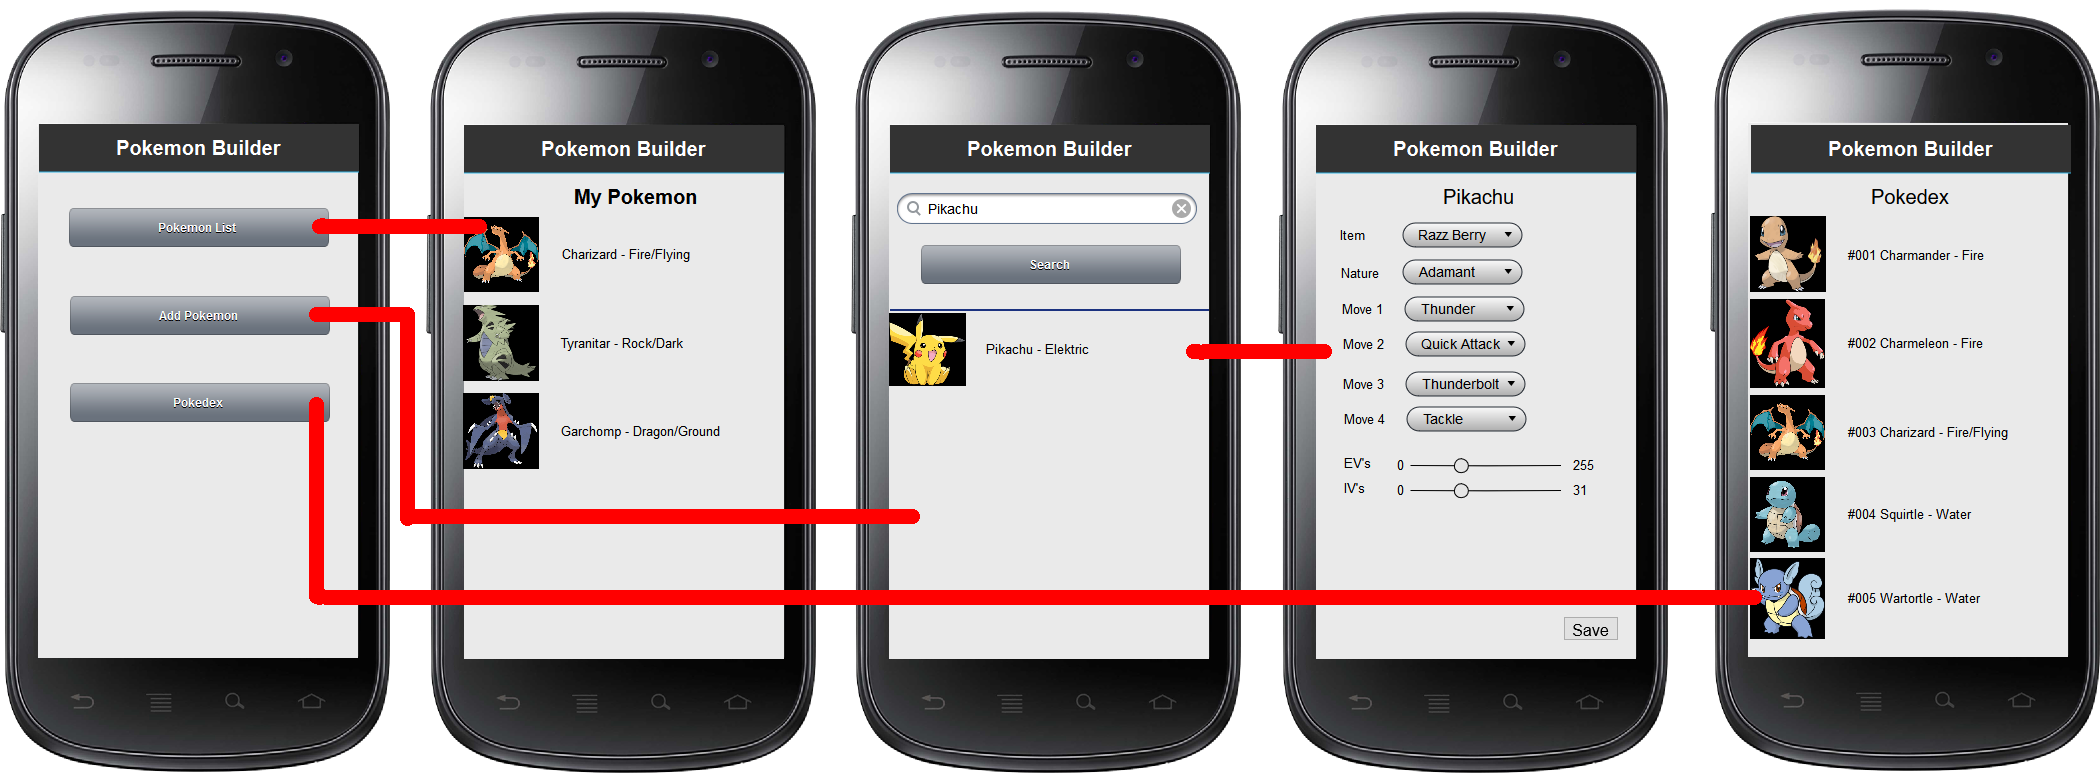 Pokemon Builder
Pokemon List
Add Pokemon
Pokedex
Pokemon Builder
My Pokemon
Charizard - Fire/Flying
Tyranitar - Rock/Dark
Garchomp - Dragon/Ground
Pokemon Builder
Pikachu
Search
Pikachu - Elektric
Pokemon Builder
Pikachu
Item Razz Berry
Nature Adamant
Move 1 Thunder
Move 2 Quick Attack
Move 3 Thunderbolt
Move 4 Tackle
EV's 0 255
IV's 0 31
Save
Pokemon Builder
Pokedex
#001 Charmander - Fire
#002 Charmeleon - Fire
#003 Charizard - Fire/Flying
#004 Squirtle - Water
#005 Wartortle - Water